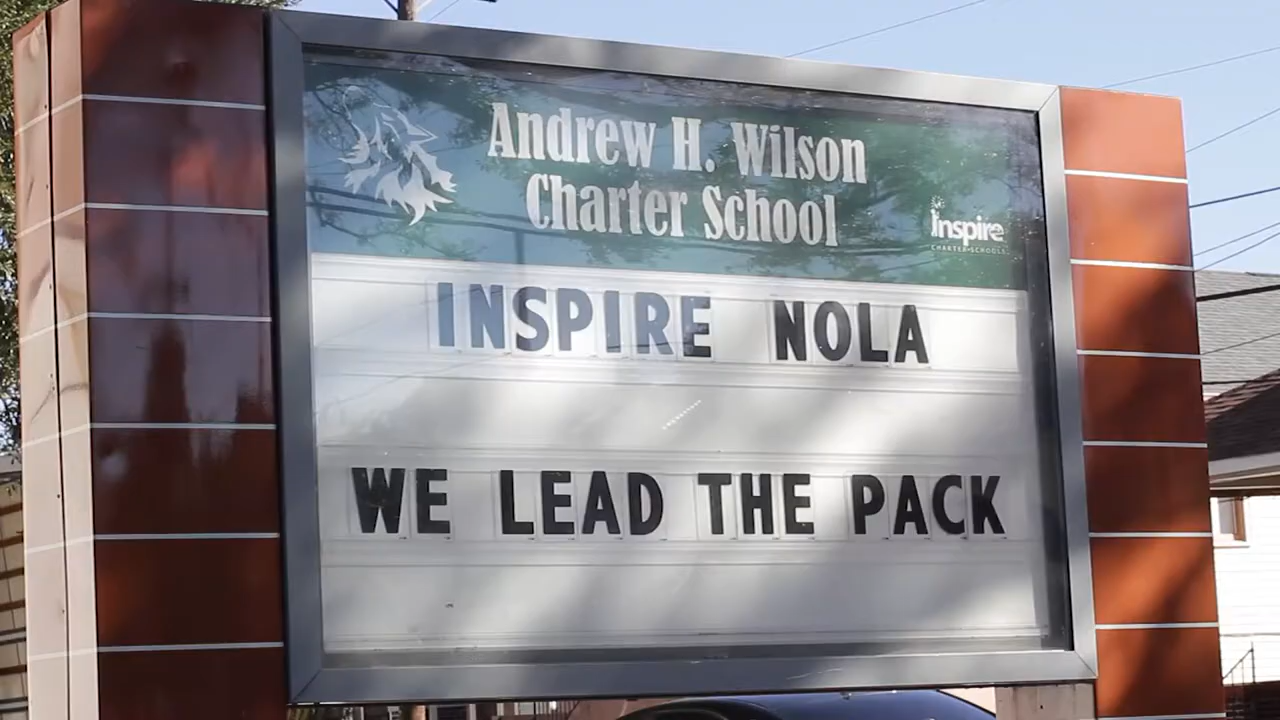 Andrew H. Wilson
Charter School
inspire
CHARTER SCHOOLS
INSPIRE NOLA
WE LEAD THE PACK